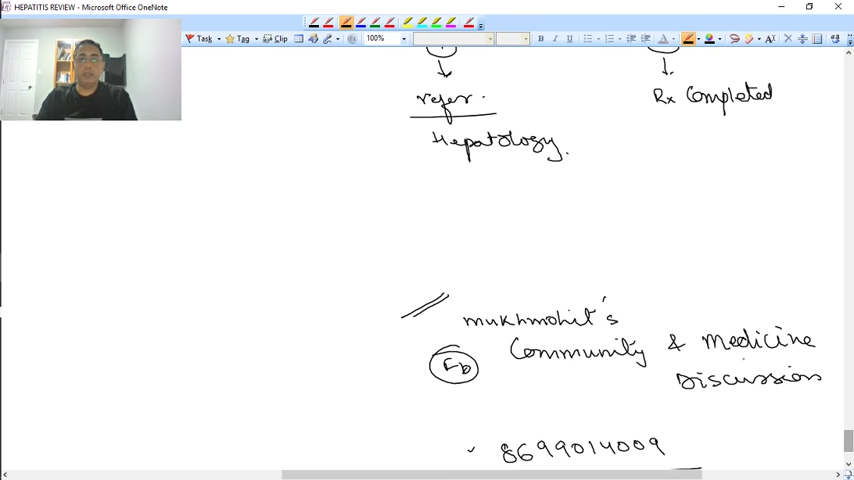 HEPATITIS REVIEW - Microsoft Office OneNote
Task Tag Clip 100%
refer.
Hepatology.
Rx Completed
mukhmohit's
Community & Medicine
Discussion
Fb
8699014009